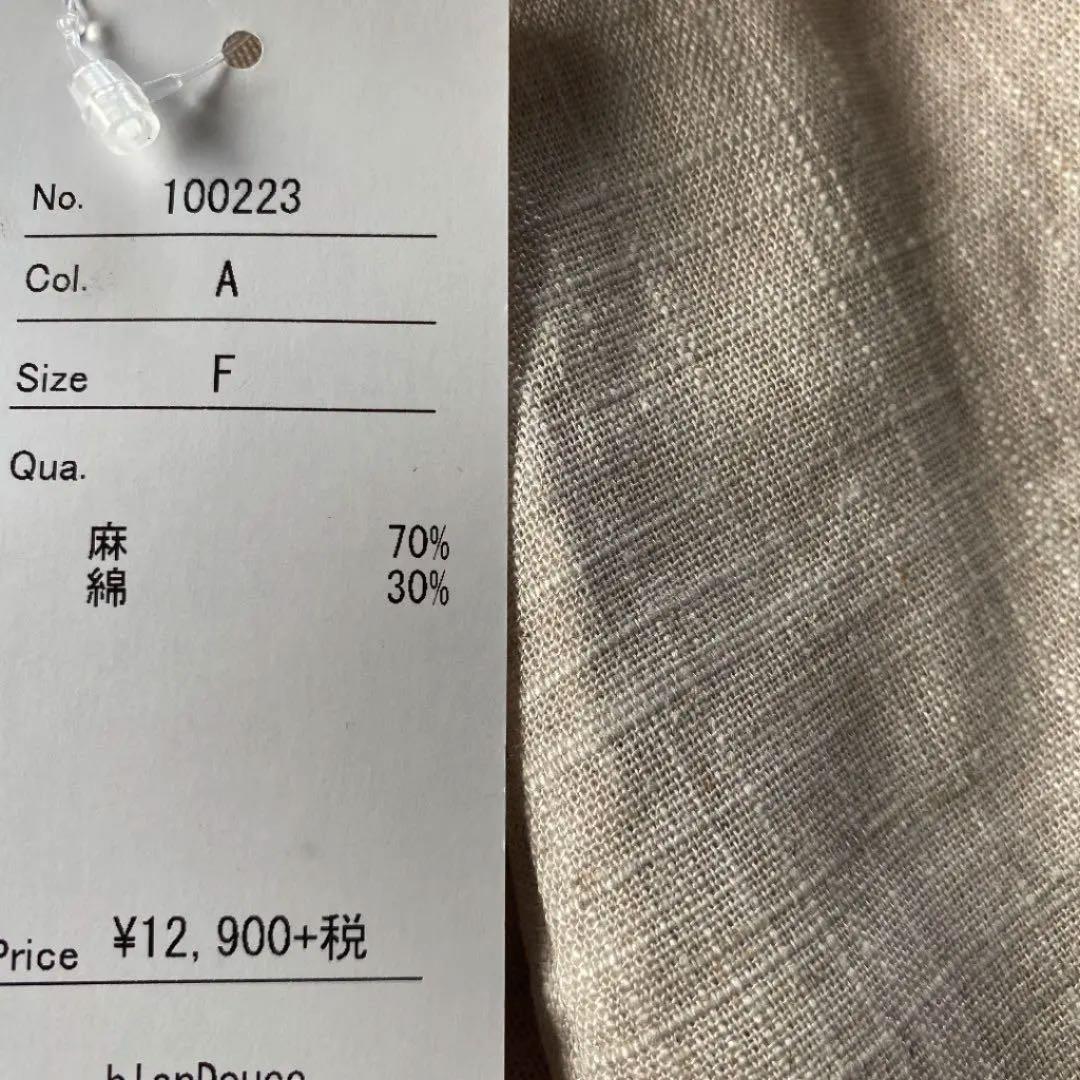 No. 100223
Col. A
Size F
Qua.
麻 70%
綿 30%
Price ¥12,900+税